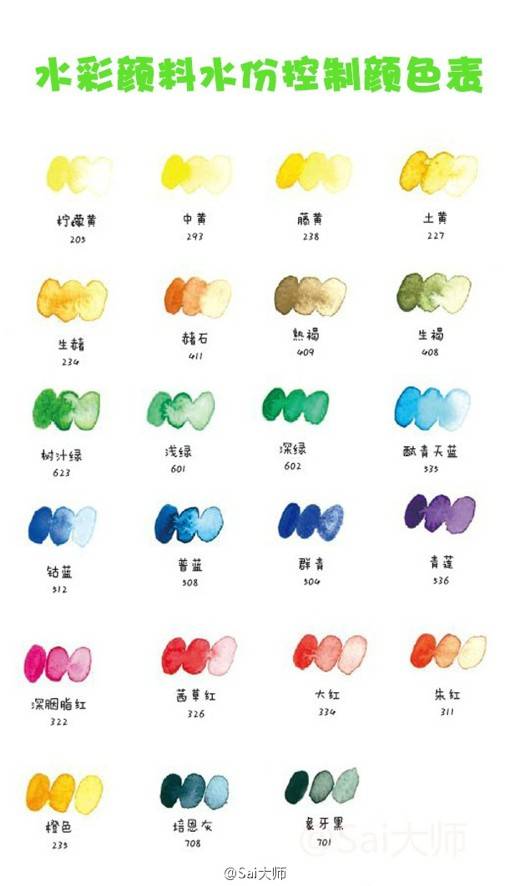 水彩颜料水份控制颜色表
柠檬黄 中黄 藤黄 土黄
205 293 238 227
生赭 赭石 熟褐 生褐
234 411 409 408
树汁绿 浅绿 深绿 酞青天蓝
623 601 602 535
钴蓝 普蓝 群青 青莲
512 508 504 536
深胭脂红 茜草红 大红 朱红
322 326 334 311
橙色 培恩灰 象牙黑
235 708 701
@Sai大师
@Sai大师